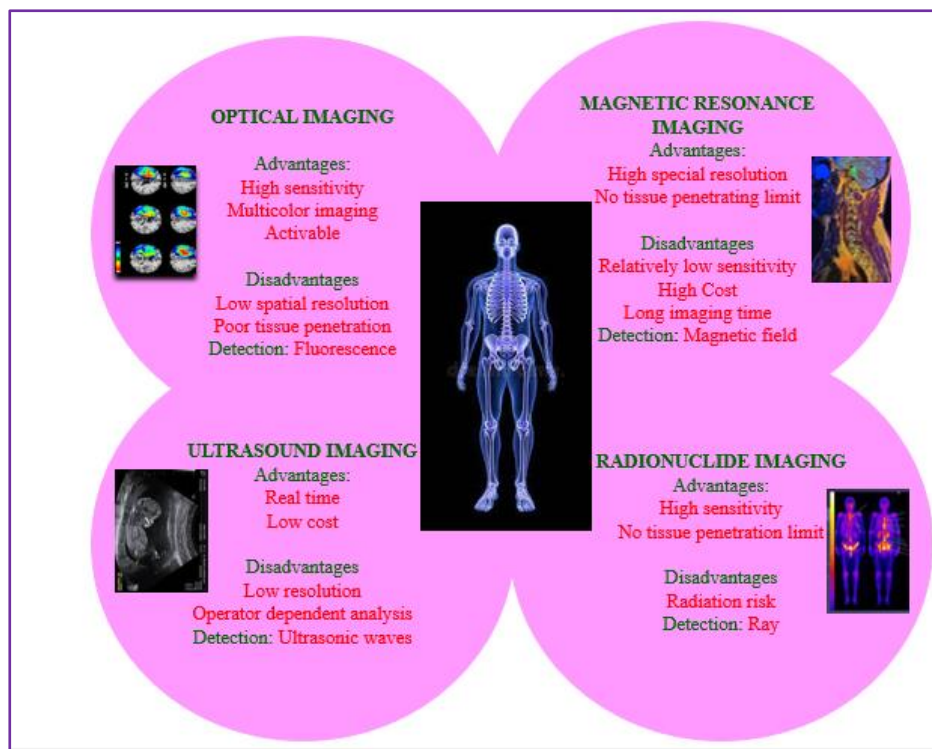 OPTICAL IMAGING
Advantages:
High sensitivity
Multicolor imaging
Activable
Disadvantages
Low spatial resolution
Poor tissue penetration
Detection: Fluorescence
MAGNETIC RESONANCE
IMAGING
Advantages:
High special resolution
No tissue penetrating limit
Disadvantages
Relatively low sensitivity
High Cost
Long imaging time
Detection: Magnetic field
ULTRASOUND IMAGING
Advantages:
Real time
Low cost
Disadvantages
Low resolution
Operator dependent analysis
Detection: Ultrasonic waves
RADIONUCLIDE IMAGING
Advantages:
High sensitivity
No tissue penetration limit
Disadvantages
Radiation risk
Detection: Ray